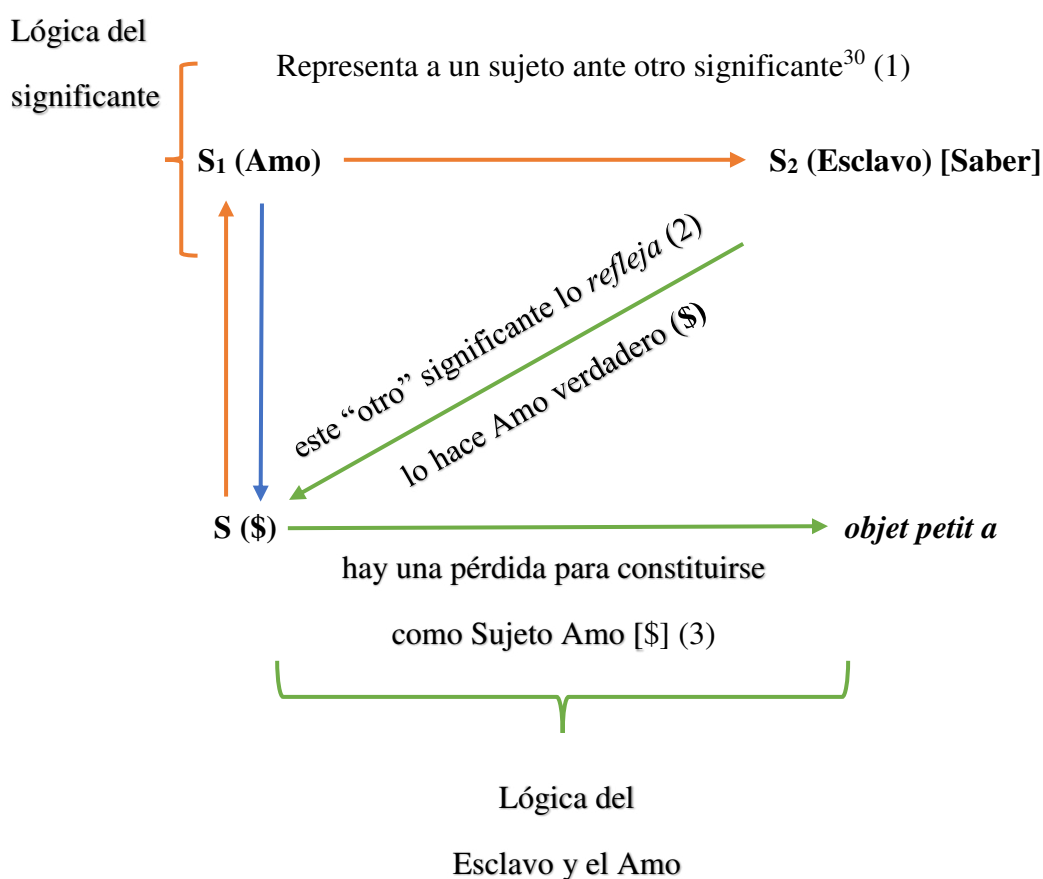 Lógica del
significante
Representa a un sujeto ante otro significante³⁰ (1)
S₁ (Amo)
S₂ (Esclavo) [Saber]
este “otro” significante lo refleja (2)
lo hace Amo verdadero ($)
S ($)
objet petit a
hay una pérdida para constituirse
como Sujeto Amo [$] (3)
Lógica del
Esclavo y el Amo